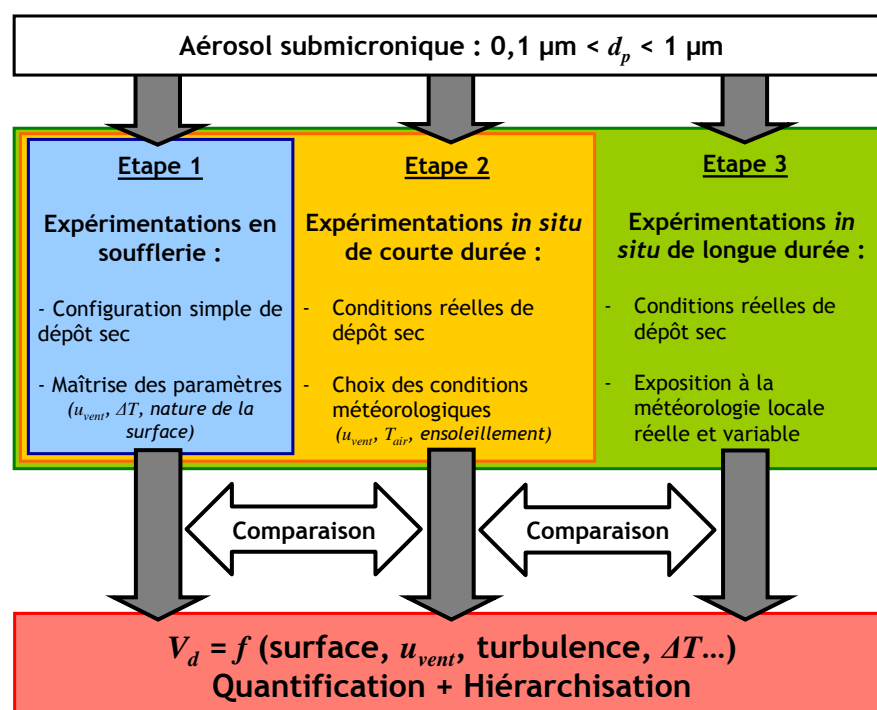 Aérosol submicronique : 0,1 µm < dp < 1 µm
Etape 1
Expérimentations en
soufflerie :
- Configuration simple de
dépôt sec
- Maîtrise des paramètres
(uvent, ΔT, nature de la
surface)
Etape 2
Expérimentations in situ
de courte durée :
- Conditions réelles de
dépôt sec
- Choix des conditions
météorologiques
(uvent, Tair, ensoleillement)
Etape 3
Expérimentations in
situ de longue durée :
- Conditions réelles de
dépôt sec
- Exposition à la
météorologie locale
réelle et variable
Comparaison
Comparaison
Vd = f (surface, uvent, turbulence, ΔT…)
Quantification + Hiérarchisation